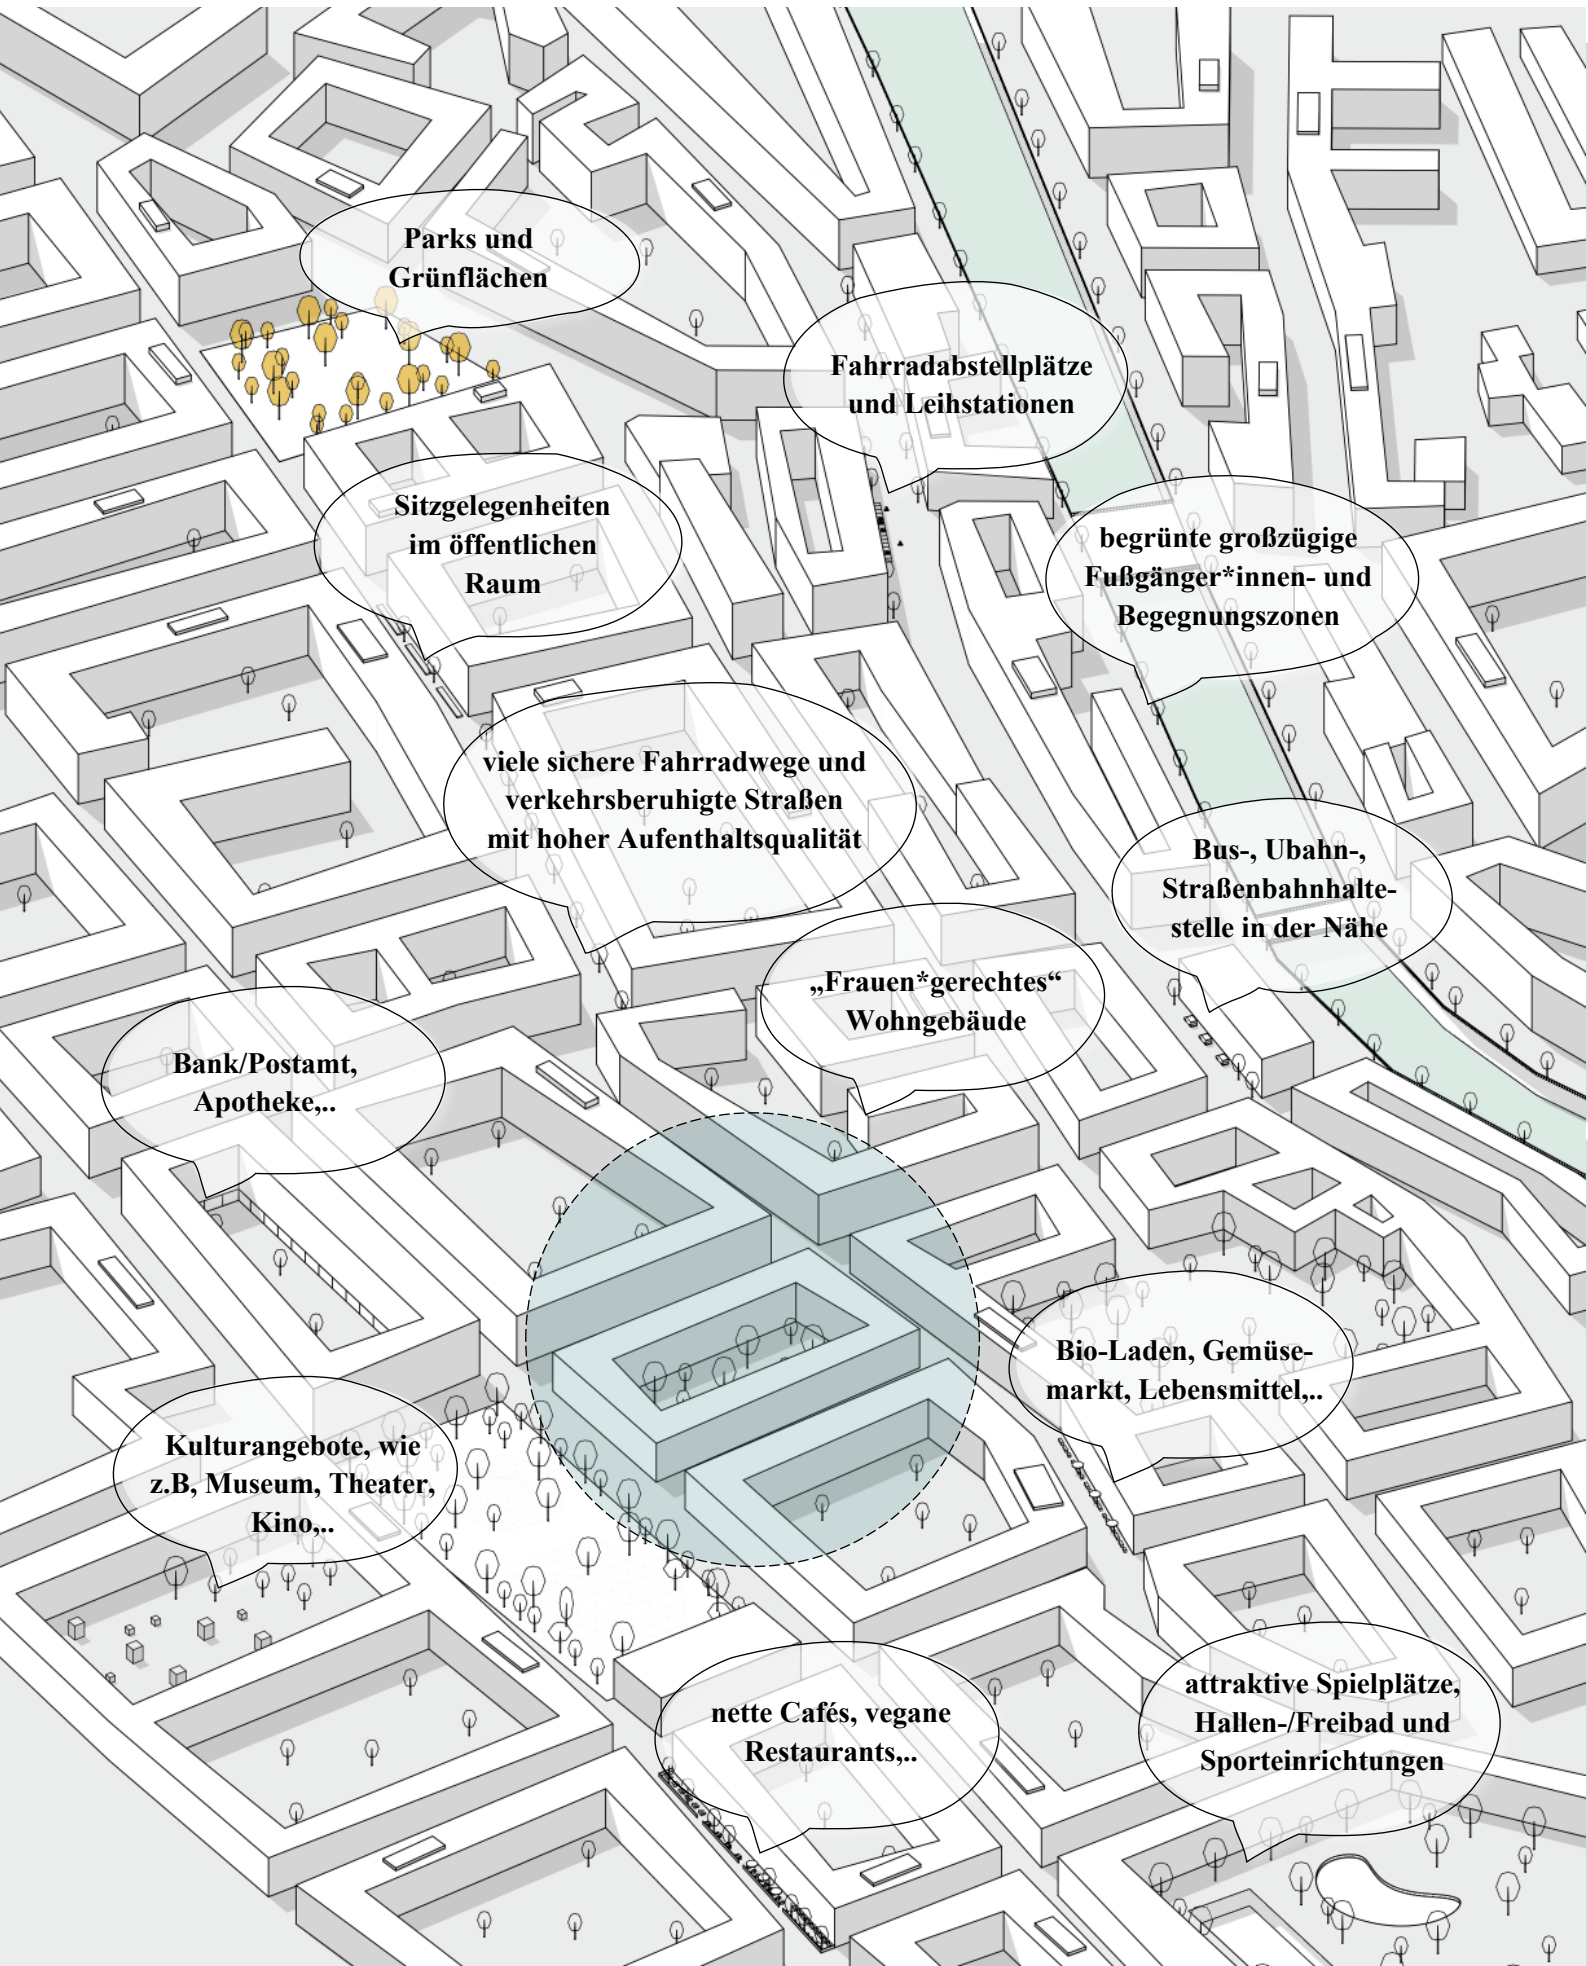 Parks und
Grünflächen
Fahrradabstellplätze
und Leihstationen
Sitzgelegenheiten
im öffentlichen
Raum
begrünte großzügige
Fußgänger*innen- und
Begegnungszonen
viele sichere Fahrradwege und
verkehrsberuhigte Straßen
mit hoher Aufenthaltsqualität
Bus-, Ubahn-,
Straßenbahnhalte-
stelle in der Nähe
„Frauen*gerechtes“
Wohngebäude
Bank/Postamt,
Apotheke,..
Bio-Laden, Gemüse-
markt, Lebensmittel,..
Kulturangebote, wie
z.B, Museum, Theater,
Kino,..
nette Cafés, vegane
Restaurants,..
attraktive Spielplätze,
Hallen-/Freibad und
Sporteinrichtungen